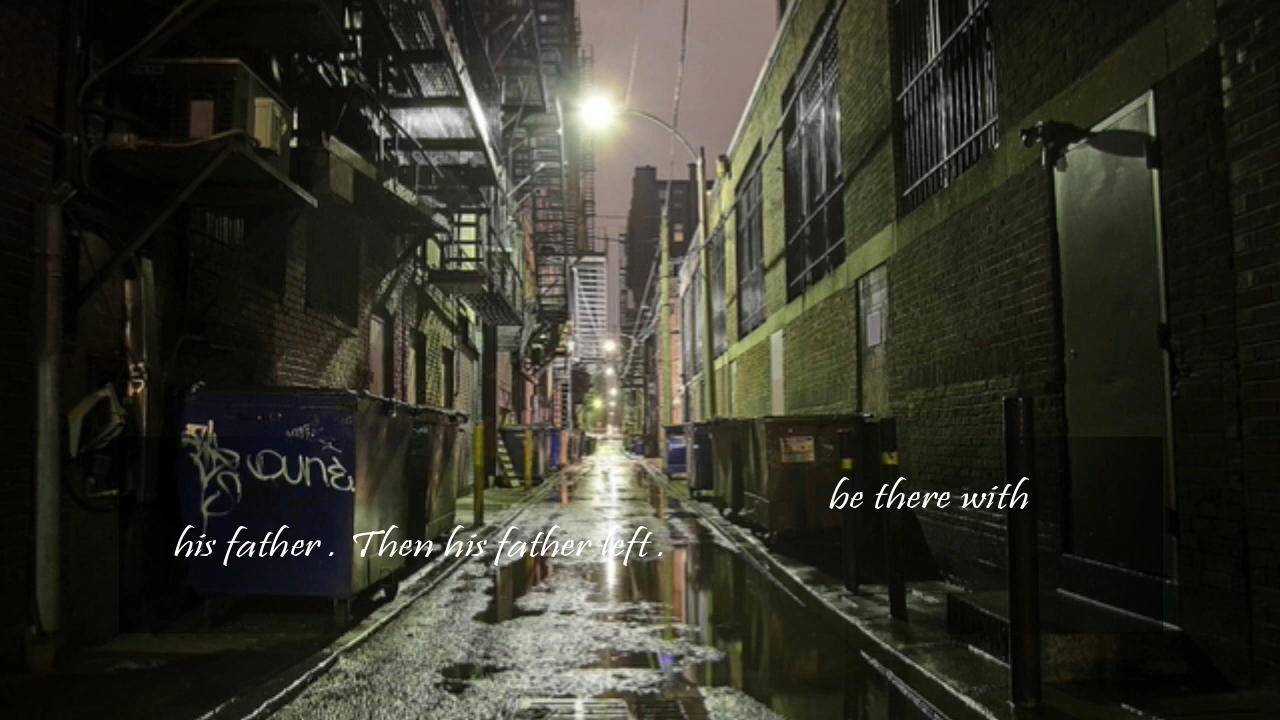 be there with
his father .  Then his father left .